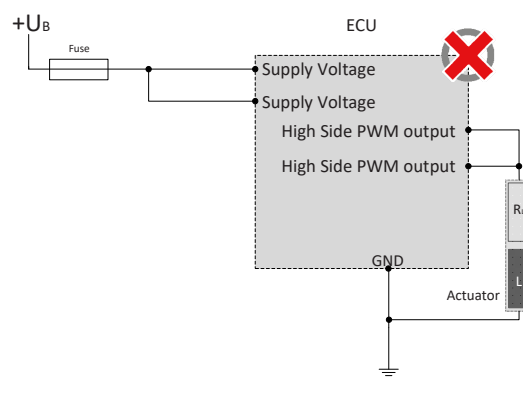 +UB
ECU
Fuse
Supply Voltage
Supply Voltage
High Side PWM output
High Side PWM output
R
GND
L
Actuator